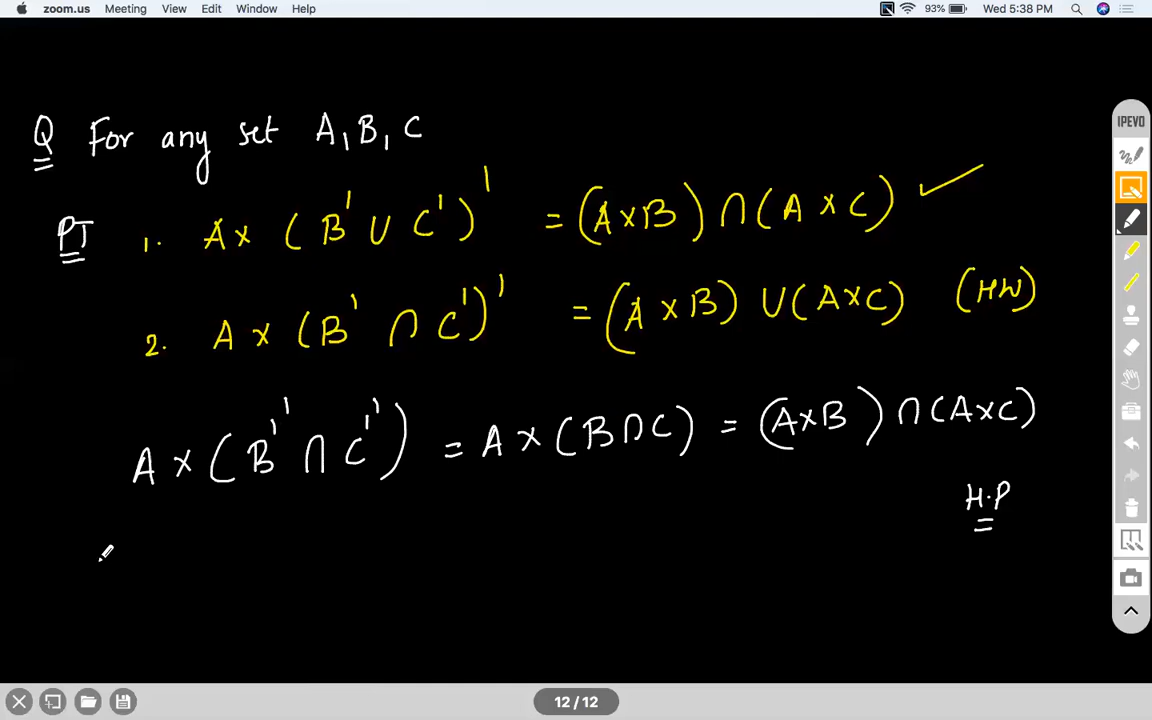 zoom.us Meeting View Edit Window Help 93% Wed 5:38 PM
IPEVO
Q For any set A, B, C
PT 1. A × (B' ∪ C')' = (A×B) ∩ (A × C) ✓
2. A × (B' ∩ C')' = (A × B) ∪ (A×C) (HW)
A × (B' ∩ C') = A × (B∩C) = (A×B) ∩ (A×C)
H.P
12 / 12